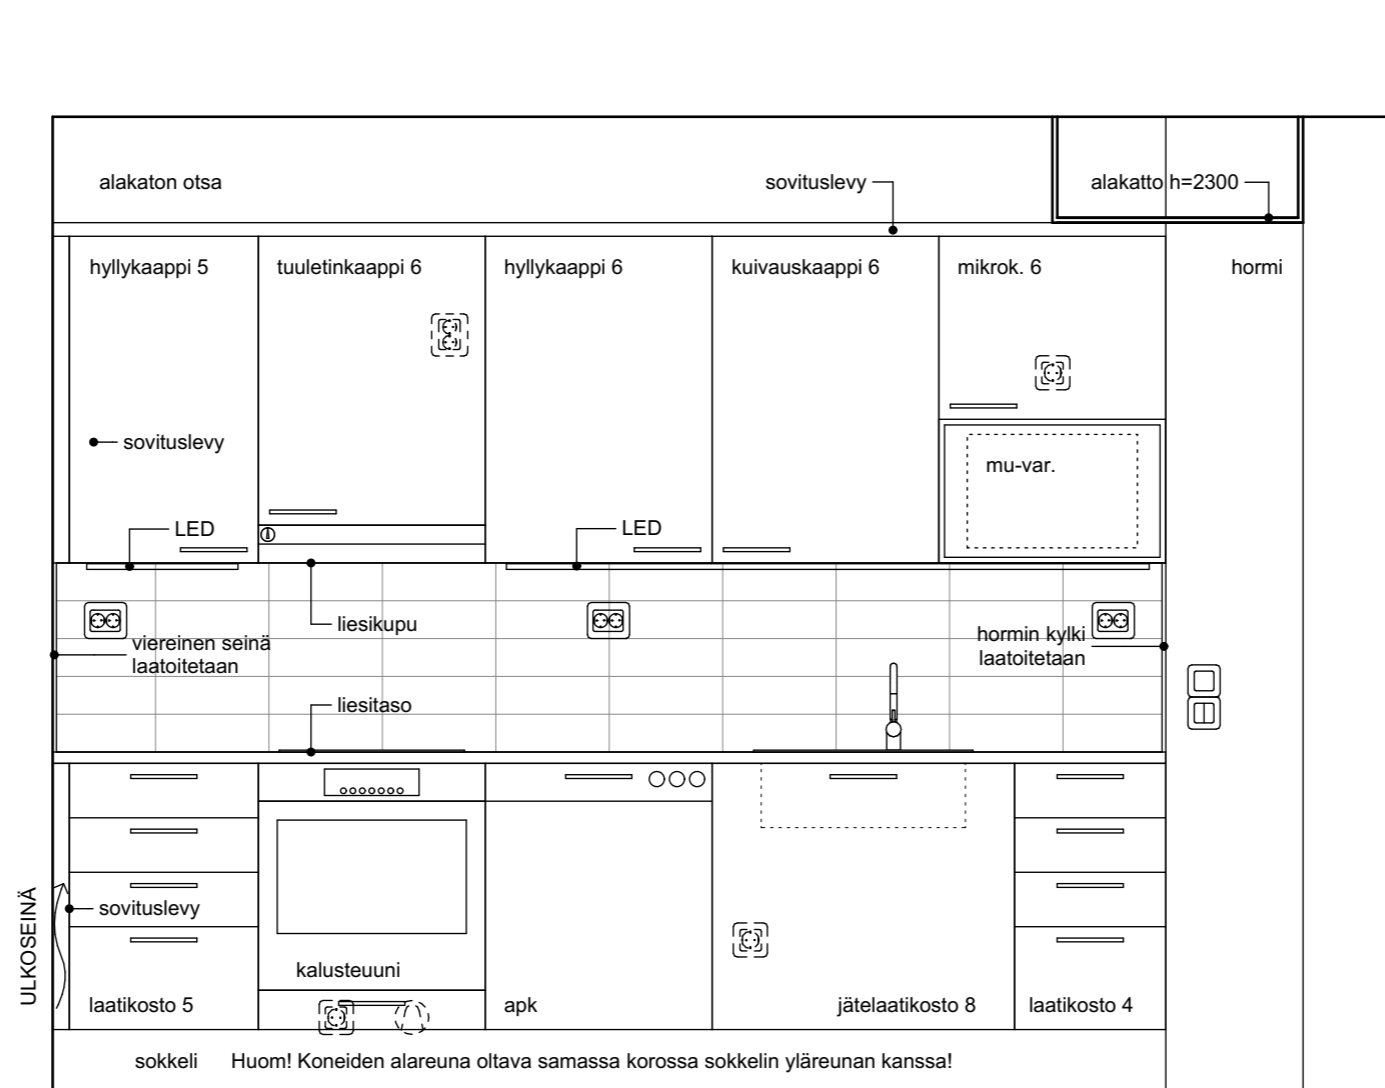 alakaton otsa
sovituslevy
alakatto h=2300
hyllykaappi 5
tuuletinkaappi 6
hyllykaappi 6
kuivauskaappi 6
mikrok. 6
hormi
sovituslevy
mu-var.
LED
LED
liesikupu
viereinen seinä
laatoitetaan
hormin kylki
laatoitetaan
liesitaso
ULKOSEINÄ
sovituslevy
kalusteuuni
laatikosto 5
apk
jätelaatikosto 8
laatikosto 4
sokkeli
Huom! Koneiden alareuna oltava samassa korossa sokkelin yläreunan kanssa!